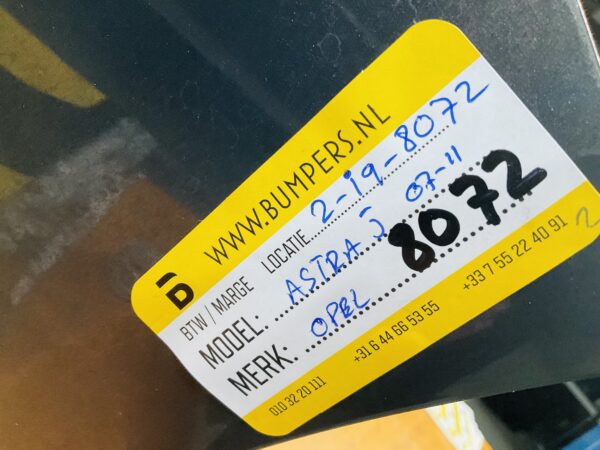 WWW.BUMPERS.NL
BTW / MARGE LOCATIE 2-19-8072
MODEL: ASTRA J 07-11
MERK: OPEL 8072
010 32 20 111 +31 6 44 66 53 55 +33 7 55 22 40 91